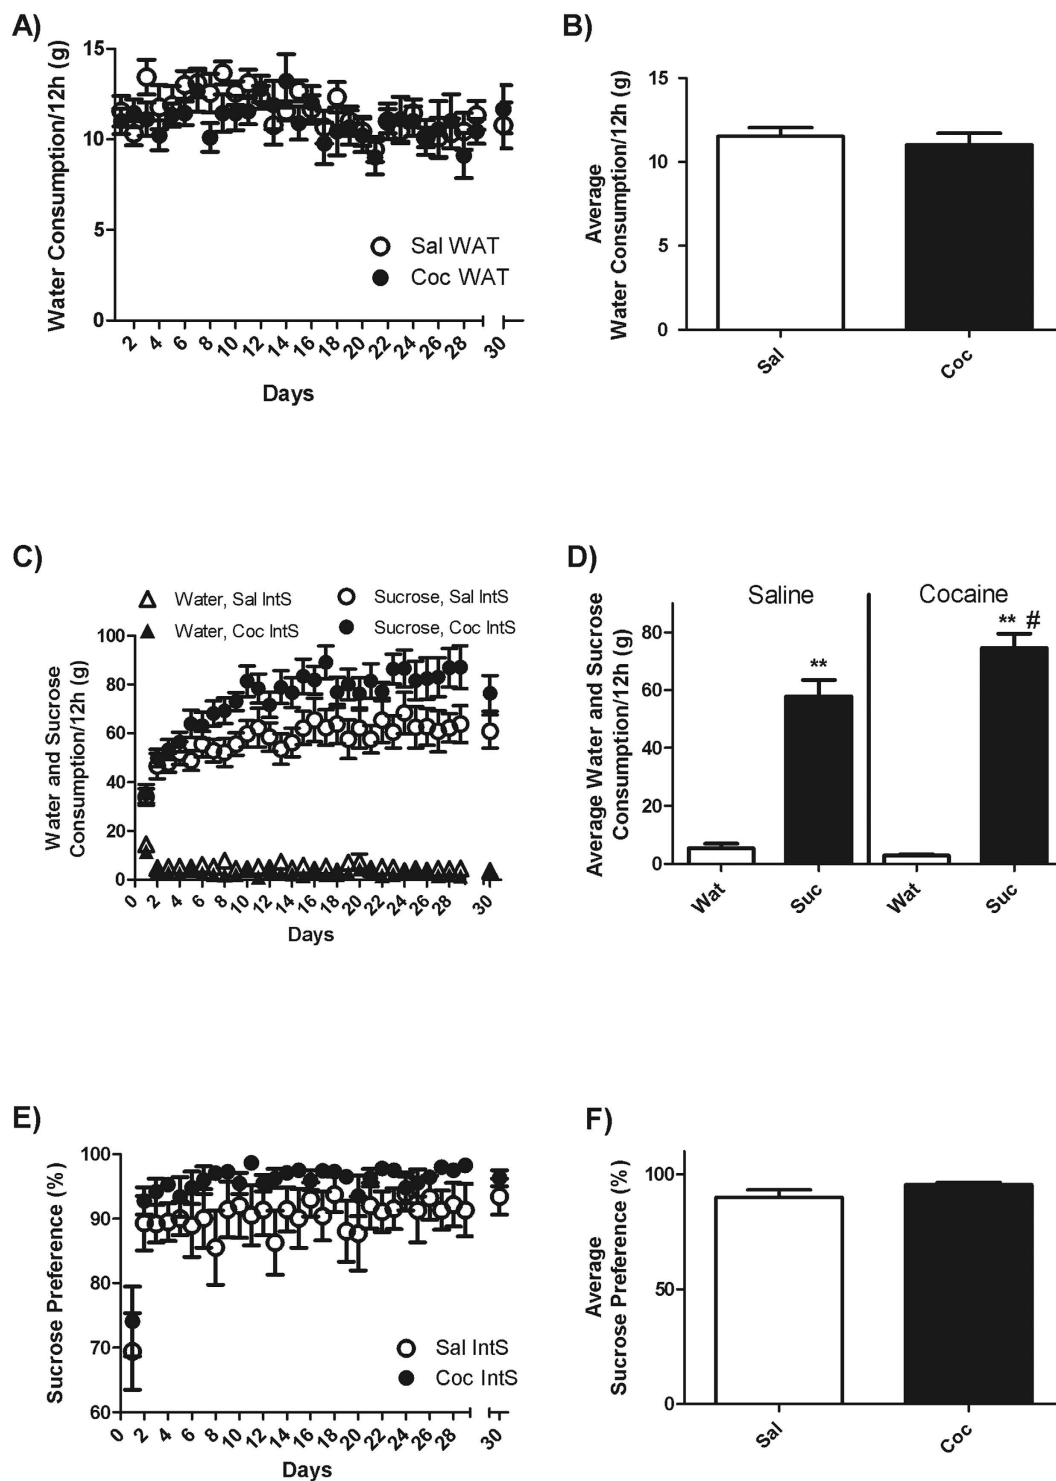 A)
Water Consumption/12h (g)
15
10
5
0
Sal WAT
Coc WAT
2 4 6 8 10 12 14 16 18 20 22 24 26 28 30
Days
B)
Average
Water Consumption/12h (g)
15
10
5
0
Sal Coc
C)
Water, Sal IntS
Sucrose, Sal IntS
Water, Coc IntS
Sucrose, Coc IntS
Water and Sucrose
Consumption/12h (g)
100
80
60
40
20
0
0 2 4 6 8 10 12 14 16 18 20 22 24 26 28 30
Days
D)
Saline Cocaine
Average Water and Sucrose
Consumption/12h (g)
80
60
40
20
0
**
** #
Wat Suc Wat Suc
E)
Sucrose Preference (%)
100
90
80
70
60
Sal IntS
Coc IntS
0 2 4 6 8 10 12 14 16 18 20 22 24 26 28 30
Days
F)
Average
Sucrose Preference (%)
100
50
0
Sal Coc